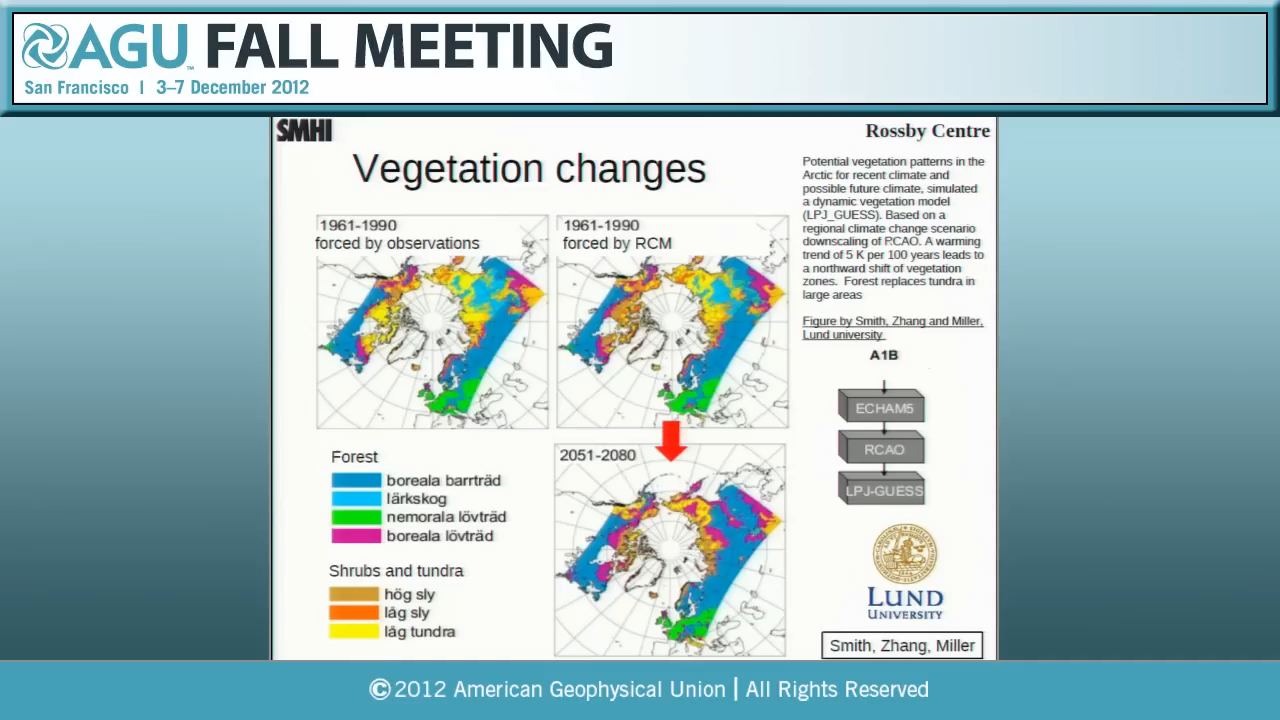 AGU™ FALL MEETING
San Francisco | 3–7 December 2012
SMHI
Rossby Centre
Vegetation changes
Potential vegetation patterns in the
Arctic for recent climate and
possible future climate, simulated
a dynamic vegetation model
(LPJ_GUESS). Based on a
regional climate change scenario
downscaling of RCAO. A warming
trend of 5 K per 100 years leads to
a northward shift of vegetation
zones. Forest replaces tundra in
large areas
Figure by Smith, Zhang and Miller,
Lund university
1961-1990
forced by observations
1961-1990
forced by RCM
2051-2080
Forest
boreala barrträd
lärkskog
nemorala lövträd
boreala lövträd
Shrubs and tundra
hög sly
låg sly
låg tundra
A1B
ECHAM5
RCAO
LPJ-GUESS
LUND
UNIVERSITY
Smith, Zhang, Miller
©2012 American Geophysical Union | All Rights Reserved